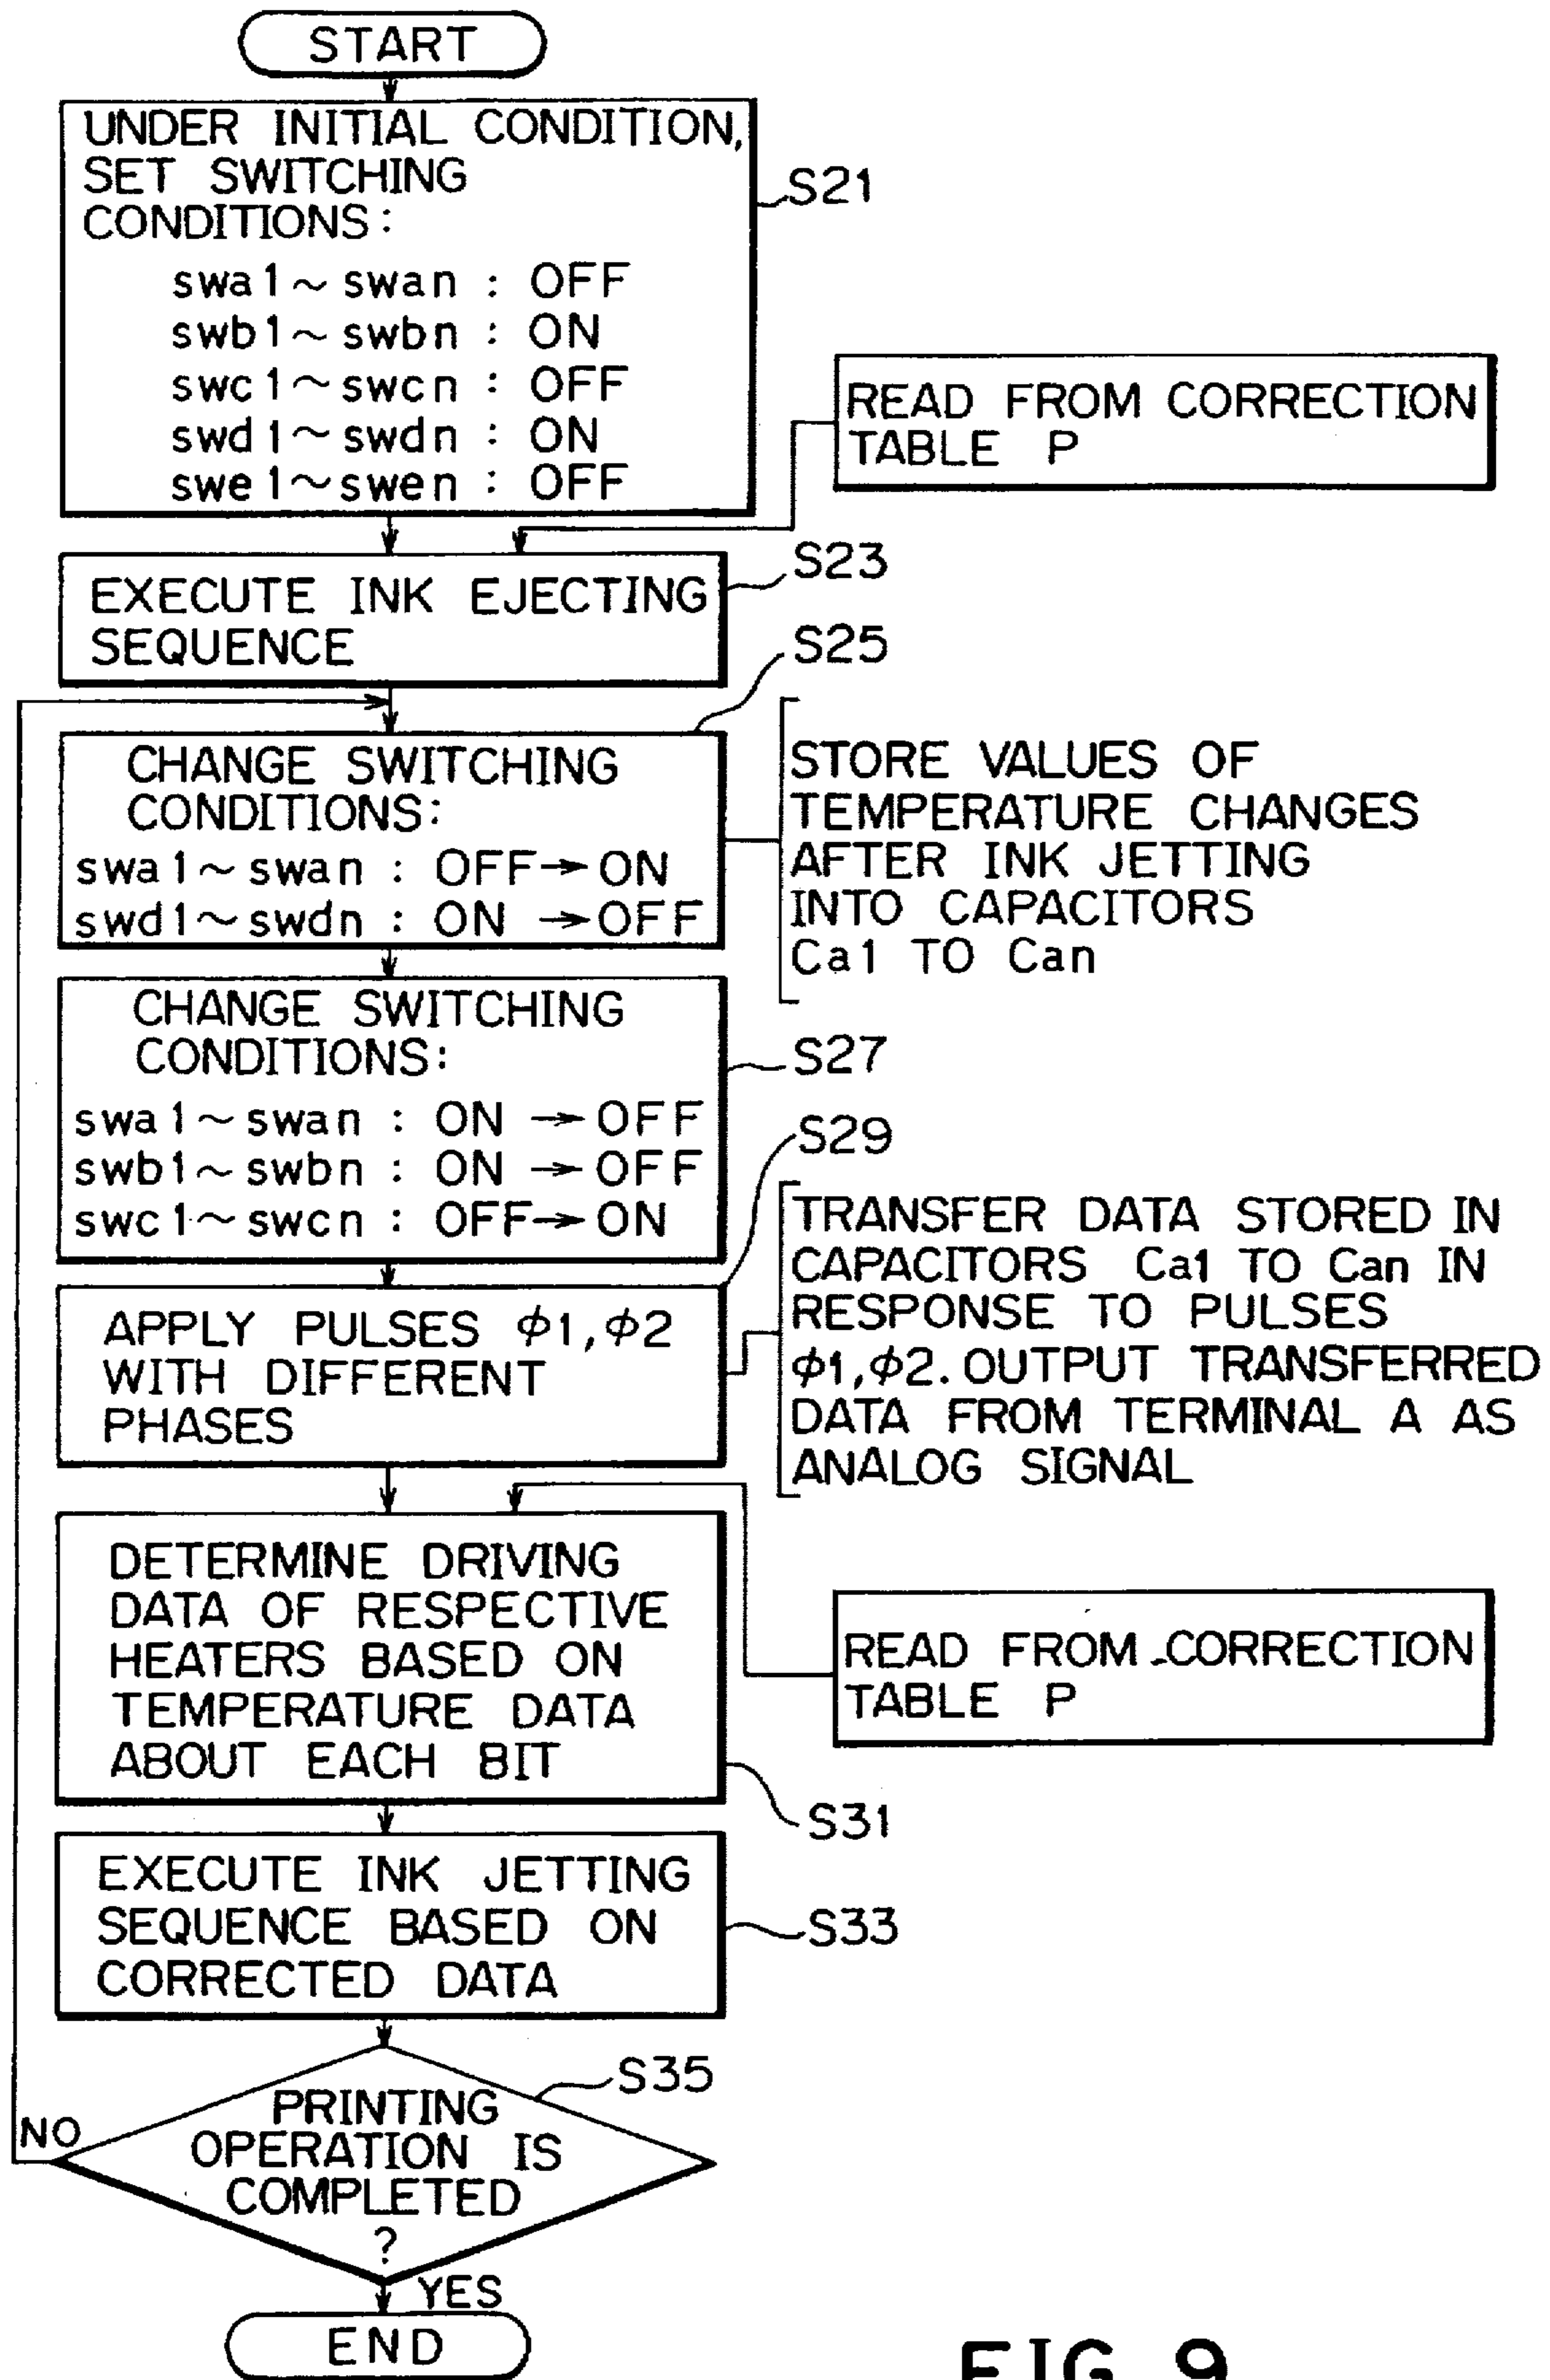 START
UNDER INITIAL CONDITION,
SET SWITCHING
CONDITIONS:
swa1~swan : OFF
swb1~swbn : ON
swc1~swcn : OFF
swd1~swdn : ON
swe1~swen : OFF
S21
READ FROM CORRECTION
TABLE P
EXECUTE INK EJECTING
SEQUENCE
S23
S25
CHANGE SWITCHING
CONDITIONS:
swa1~swan : OFF→ON
swd1~swdn : ON →OFF
STORE VALUES OF
TEMPERATURE CHANGES
AFTER INK JETTING
INTO CAPACITORS
Ca1 TO Can
CHANGE SWITCHING
CONDITIONS:
swa1~swan : ON →OFF
swb1~swbn : ON →OFF
swc1~swcn : OFF→ON
S27
S29
APPLY PULSES φ1,φ2
WITH DIFFERENT
PHASES
TRANSFER DATA STORED IN
CAPACITORS Ca1 TO Can IN
RESPONSE TO PULSES
φ1,φ2. OUTPUT TRANSFERRED
DATA FROM TERMINAL A AS
ANALOG SIGNAL
DETERMINE DRIVING
DATA OF RESPECTIVE
HEATERS BASED ON
TEMPERATURE DATA
ABOUT EACH BIT
READ FROM CORRECTION
TABLE P
S31
EXECUTE INK JETTING
SEQUENCE BASED ON
CORRECTED DATA
S33
S35
PRINTING
OPERATION IS
COMPLETED
?
NO
YES
END
FIG. 9